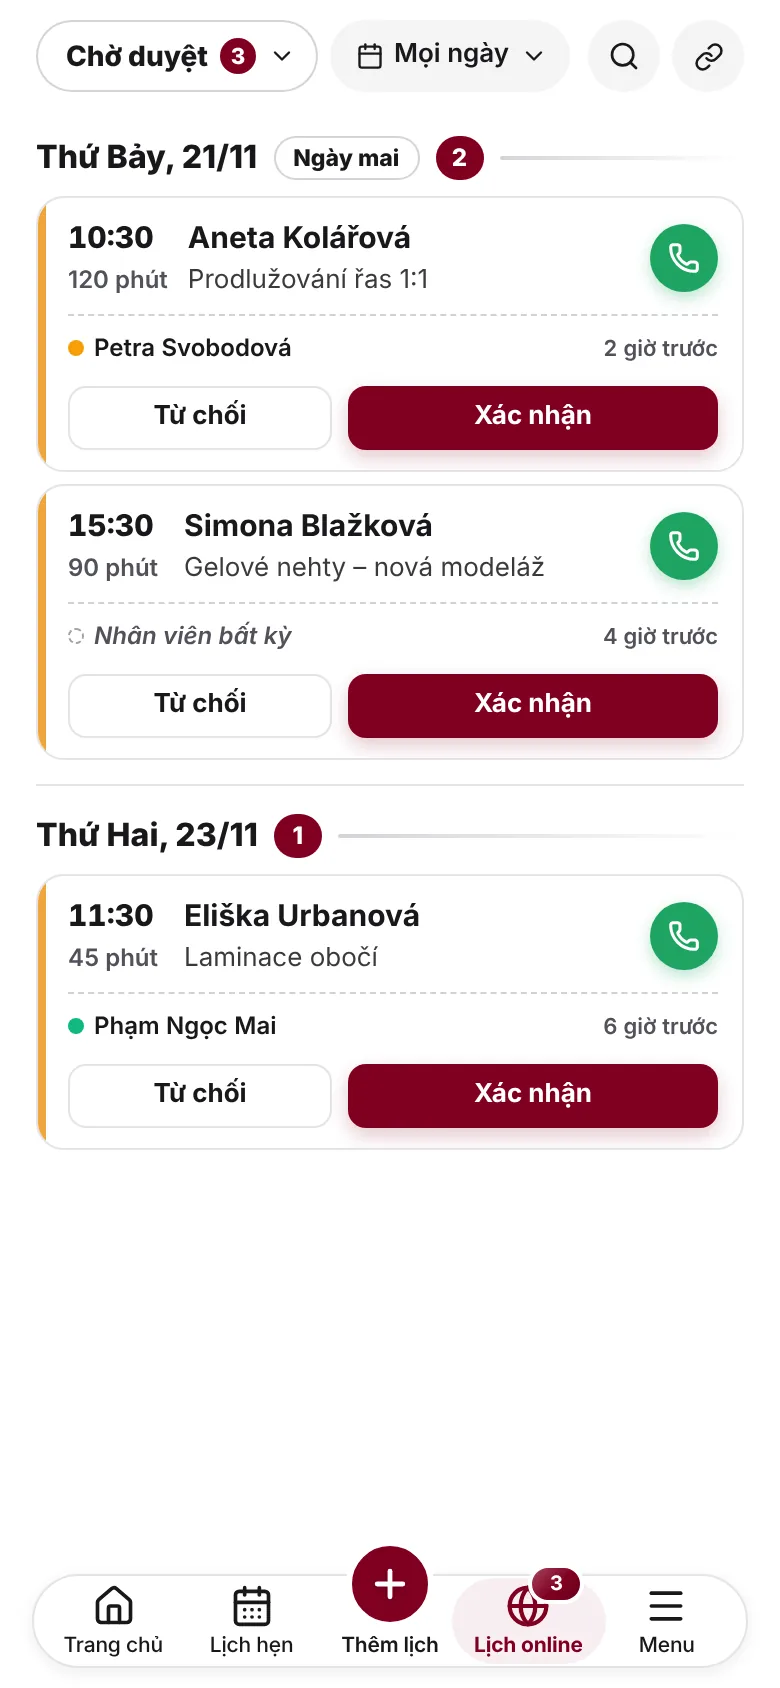 Chờ duyệt 3
Mọi ngày
Thứ Bảy, 21/11 Ngày mai 2
10:30 Aneta Kolářová
120 phút Prodlužování řas 1:1
Petra Svobodová 2 giờ trước
Từ chối Xác nhận
15:30 Simona Blažková
90 phút Gelové nehty – nová modeláž
Nhân viên bất kỳ 4 giờ trước
Từ chối Xác nhận
Thứ Hai, 23/11 1
11:30 Eliška Urbanová
45 phút Laminace obočí
Phạm Ngọc Mai 6 giờ trước
Từ chối Xác nhận
3
Trang chủ Lịch hẹn Thêm lịch Lịch online Menu